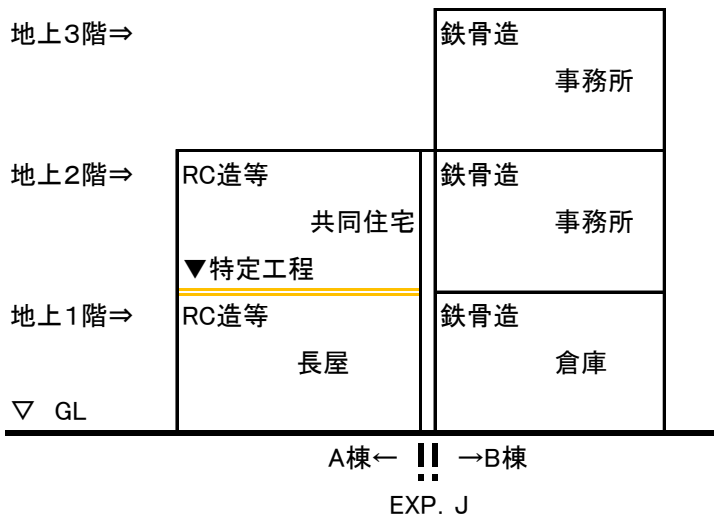 地上3階⇒
鉄骨造
事務所
地上2階⇒
RC造等
鉄骨造
共同住宅
事務所
▼特定工程
地上1階⇒
RC造等
鉄骨造
長屋
倉庫
▽ GL
A棟← →B棟
EXP. J